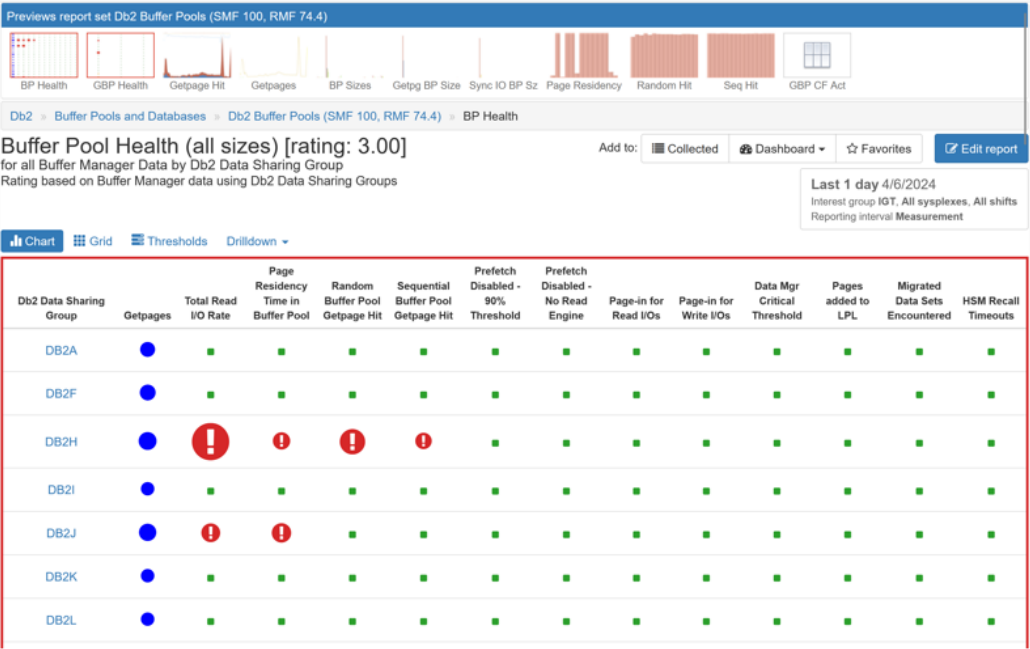 Previews report set Db2 Buffer Pools (SMF 100, RMF 74.4)
BP Health GBP Health Getpage Hit Getpages BP Sizes Getpg BP Size Sync IO BP Sz Page Residency Random Hit Seq Hit GBP CF Act
Db2 » Buffer Pools and Databases » Db2 Buffer Pools (SMF 100, RMF 74.4) » BP Health
Buffer Pool Health (all sizes) [rating: 3.00]
for all Buffer Manager Data by Db2 Data Sharing Group
Rating based on Buffer Manager data using Db2 Data Sharing Groups
Add to: Collected Dashboard Favorites Edit report
Last 1 day 4/6/2024
Interest group IGT, All sysplexes, All shifts
Reporting interval Measurement
Chart Grid Thresholds Drilldown
Db2 Data Sharing Group
Getpages
Total Read I/O Rate
Page Residency Time in Buffer Pool
Random Buffer Pool Getpage Hit
Sequential Buffer Pool Getpage Hit
Prefetch Disabled - 90% Threshold
Prefetch Disabled - No Read Engine
Page-in for Read I/Os
Page-in for Write I/Os
Data Mgr Critical Threshold
Pages added to LPL
Migrated Data Sets Encountered
HSM Recall Timeouts
DB2A
DB2F
DB2H
DB2I
DB2J
DB2K
DB2L